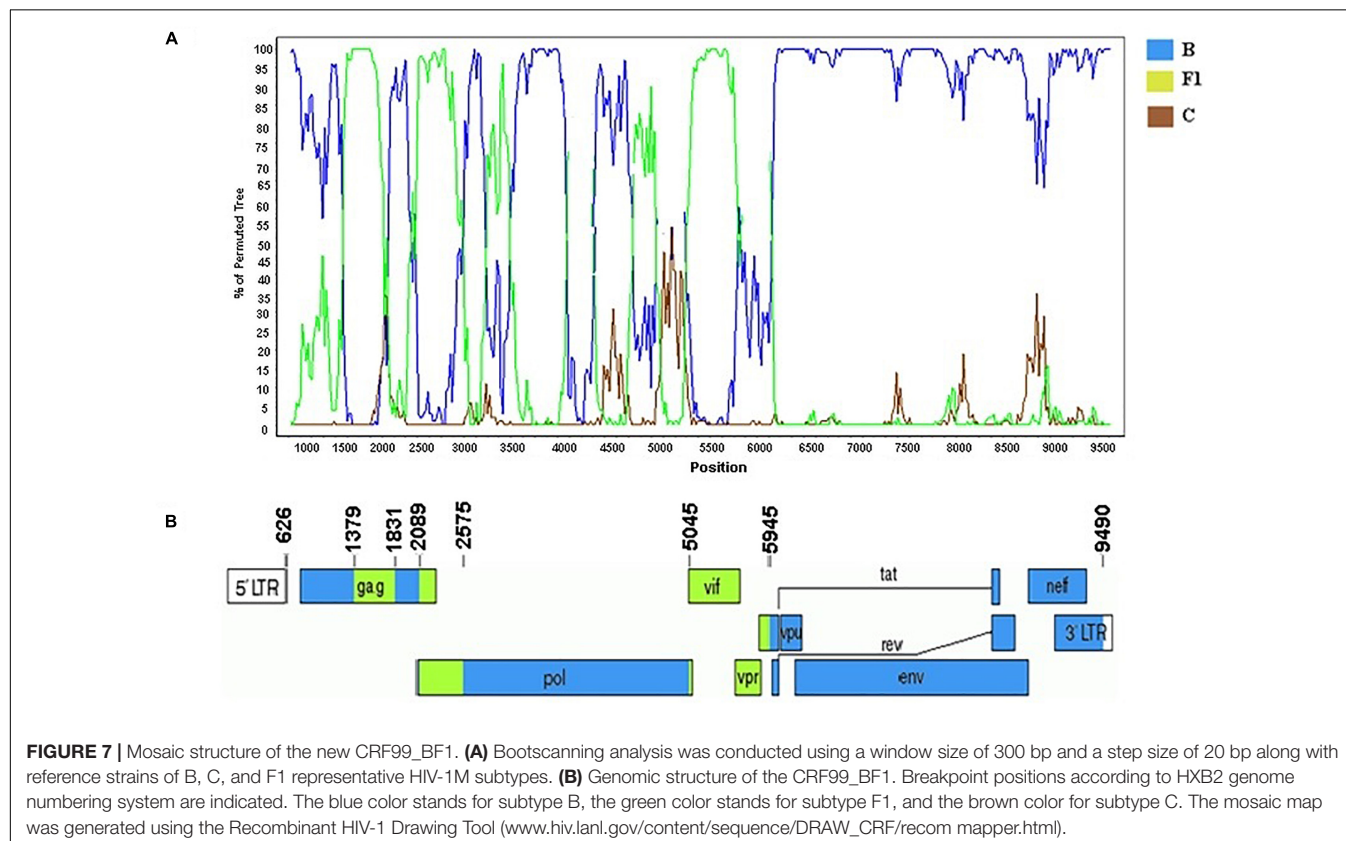 A
100
95
90
85
80
75
70
65
60
55
50
45
40
35
30
25
20
15
10
5
0
% of Permuted Tree
1000 1500 2000 2500 3000 3500 4000 4500 5000 5500 6000 6500 7000 7500 8000 8500 9000 9500
Position
B
F1
C
B
626 1379 1831 2089 2575 5045 5945 9490
5' LTR gag vif tat nef
vpu rev 3' LTR
pol vpr env
FIGURE 7 | Mosaic structure of the new CRF99_BF1. (A) Bootscanning analysis was conducted using a window size of 300 bp and a step size of 20 bp along with
reference strains of B, C, and F1 representative HIV-1M subtypes. (B) Genomic structure of the CRF99_BF1. Breakpoint positions according to HXB2 genome
numbering system are indicated. The blue color stands for subtype B, the green color stands for subtype F1, and the brown color for subtype C. The mosaic map
was generated using the Recombinant HIV-1 Drawing Tool (www.hiv.lanl.gov/content/sequence/DRAW_CRF/recom mapper.html).